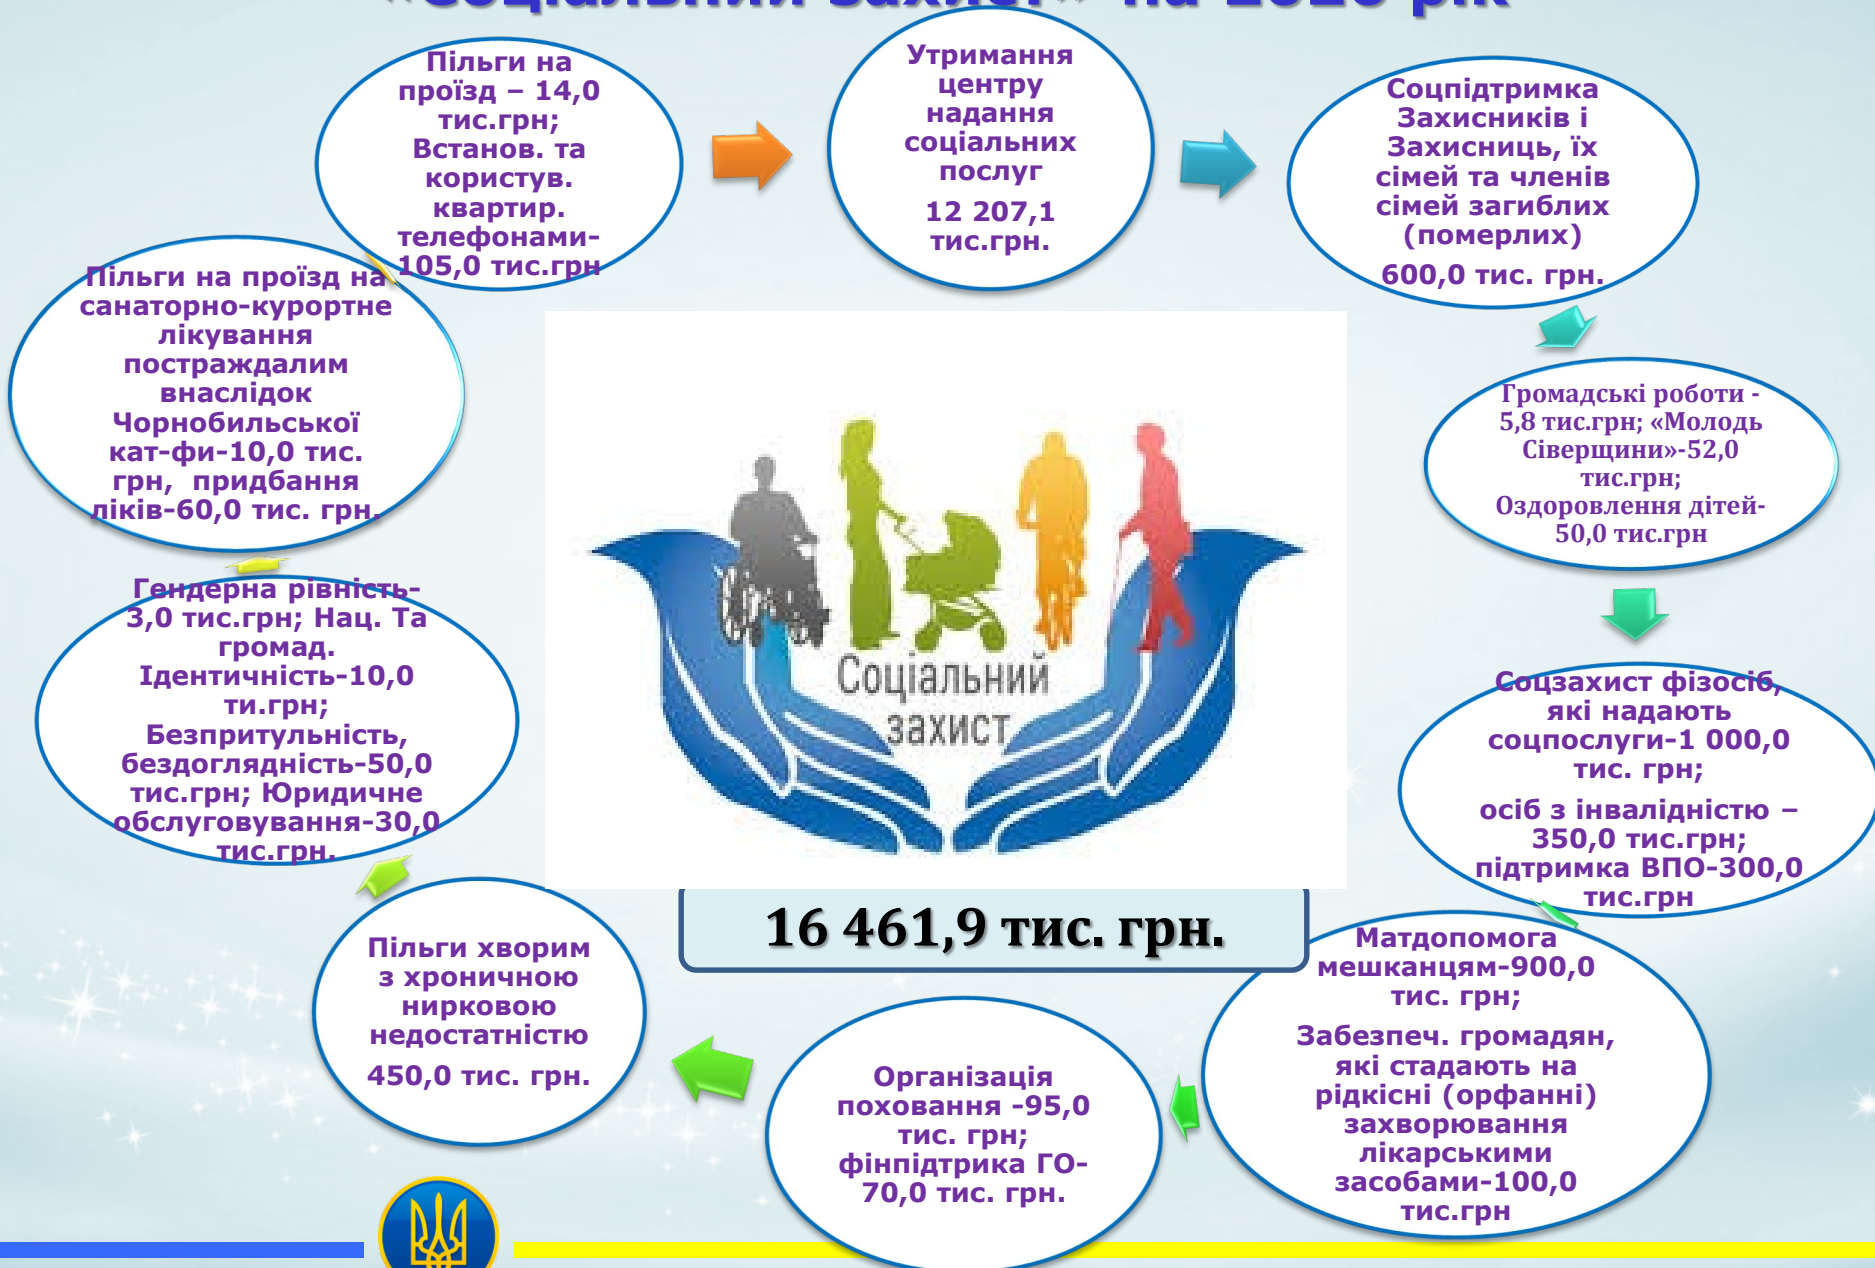 «Соціальний захист» на 2026 рік
Пільги на
проїзд – 14,0
тис.грн;
Встанов. та
користув.
квартир.
телефонами-
105,0 тис.грн
Утримання
центру
надання
соціальних
послуг
12 207,1
тис.грн.
Соцпідтримка
Захисників і
Захисниць, їх
сімей та членів
сімей загиблих
(померлих)
600,0 тис. грн.
Громадські роботи -
5,8 тис.грн; «Молодь
Сіверщини»-52,0
тис.грн;
Оздоровлення дітей-
50,0 тис.грн
Соцзахист фізосіб,
які надають
соцпослуги-1 000,0
тис. грн;
осіб з інвалідністю –
350,0 тис.грн;
підтримка ВПО-300,0
тис.грн
Матдопомога
мешканцям-900,0
тис. грн;
Забезпеч. громадян,
які стадають на
рідкісні (орфанні)
захворювання
лікарськими
засобами-100,0
тис.грн
Організація
поховання -95,0
тис. грн;
фінпідтрика ГО-
70,0 тис. грн.
Пільги хворим
з хроничною
нирковою
недостатністю
450,0 тис. грн.
Гендерна рівність-
3,0 тис.грн; Нац. Та
громад.
Ідентичність-10,0
ти.грн;
Безпритульність,
бездоглядність-50,0
тис.грн; Юридичне
обслуговування-30,0
тис.грн.
Пільги на проїзд на
санаторно-курортне
лікування
постраждалим
внаслідок
Чорнобильської
кат-фи-10,0 тис.
грн, придбання
ліків-60,0 тис. грн.
Соціальний
захист
16 461,9 тис. грн.